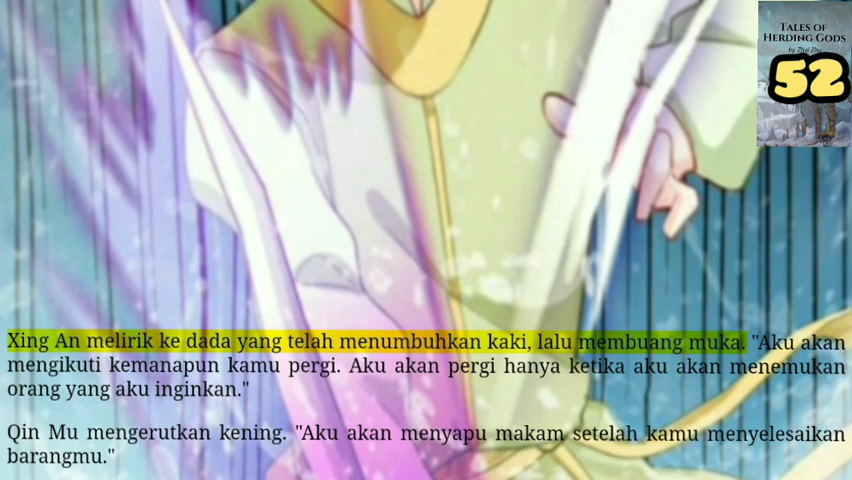 TALES OF
HERDING GODS
by Zhai Zhu
52
Xing An melirik ke dada yang telah menumbuhkan kaki, lalu membuang muka. "Aku akan
mengikuti kemanapun kamu pergi. Aku akan pergi hanya ketika aku akan menemukan
orang yang aku inginkan."
Qin Mu mengerutkan kening. "Aku akan menyapu makam setelah kamu menyelesaikan
barangmu."